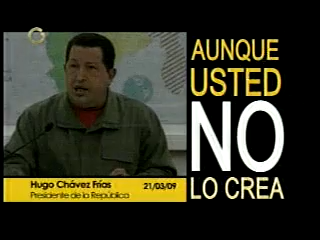 AUNQUE
USTED
NO
LO CREA
Hugo Chávez Frías
21/03/09
Presidente de la República